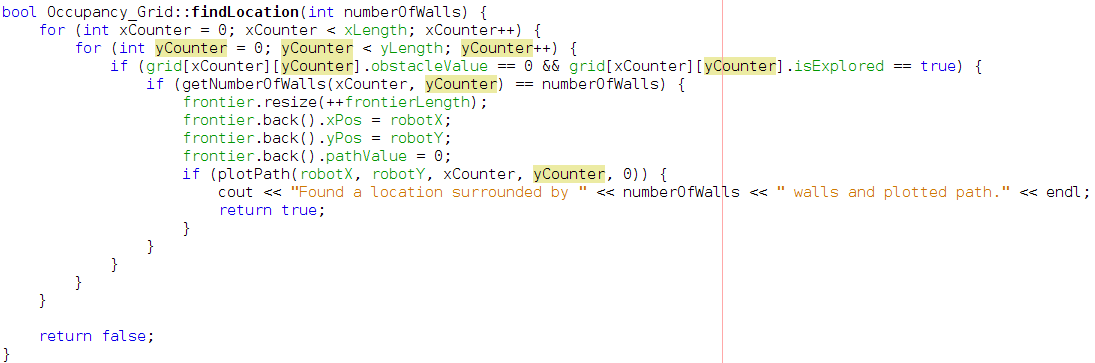 bool Occupancy_Grid::findLocation(int numberOfWalls) {
    for (int xCounter = 0; xCounter < xLength; xCounter++) {
        for (int yCounter = 0; yCounter < yLength; yCounter++) {
            if (grid[xCounter][yCounter].obstacleValue == 0 && grid[xCounter][yCounter].isExplored == true) {
                if (getNumberOfWalls(xCounter, yCounter) == numberOfWalls) {
                    frontier.resize(++frontierLength);
                    frontier.back().xPos = robotX;
                    frontier.back().yPos = robotY;
                    frontier.back().pathValue = 0;
                    if (plotPath(robotX, robotY, xCounter, yCounter, 0)) {
                        cout << "Found a location surrounded by " << numberOfWalls << " walls and plotted path." << endl;
                        return true;
                    }
                }
            }
        }
    }

    return false;
}